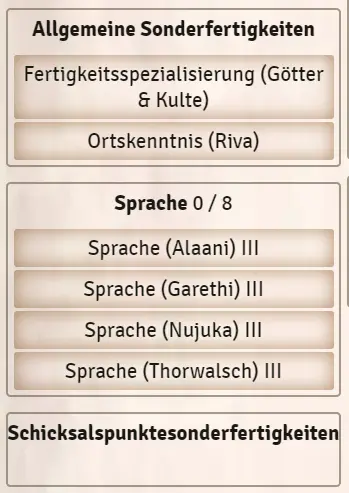 Allgemeine Sonderfertigkeiten
Fertigkeitsspezialisierung (Götter
& Kulte)
Ortskenntnis (Riva)
Sprache 0 / 8
Sprache (Alaani) III
Sprache (Garethi) III
Sprache (Nujuka) III
Sprache (Thorwalsch) III
Schicksalspunktesonderfertigkeiten